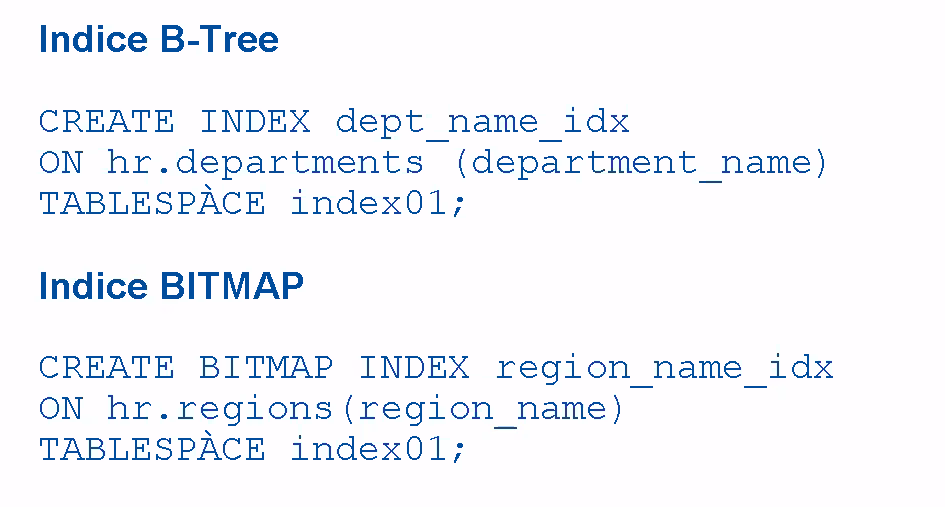 Indice B-Tree
CREATE INDEX dept_name_idx
ON hr.departments (department_name)
TABLESPÀCE index01;
Indice BITMAP
CREATE BITMAP INDEX region_name_idx
ON hr.regions(region_name)
TABLESPÀCE index01;